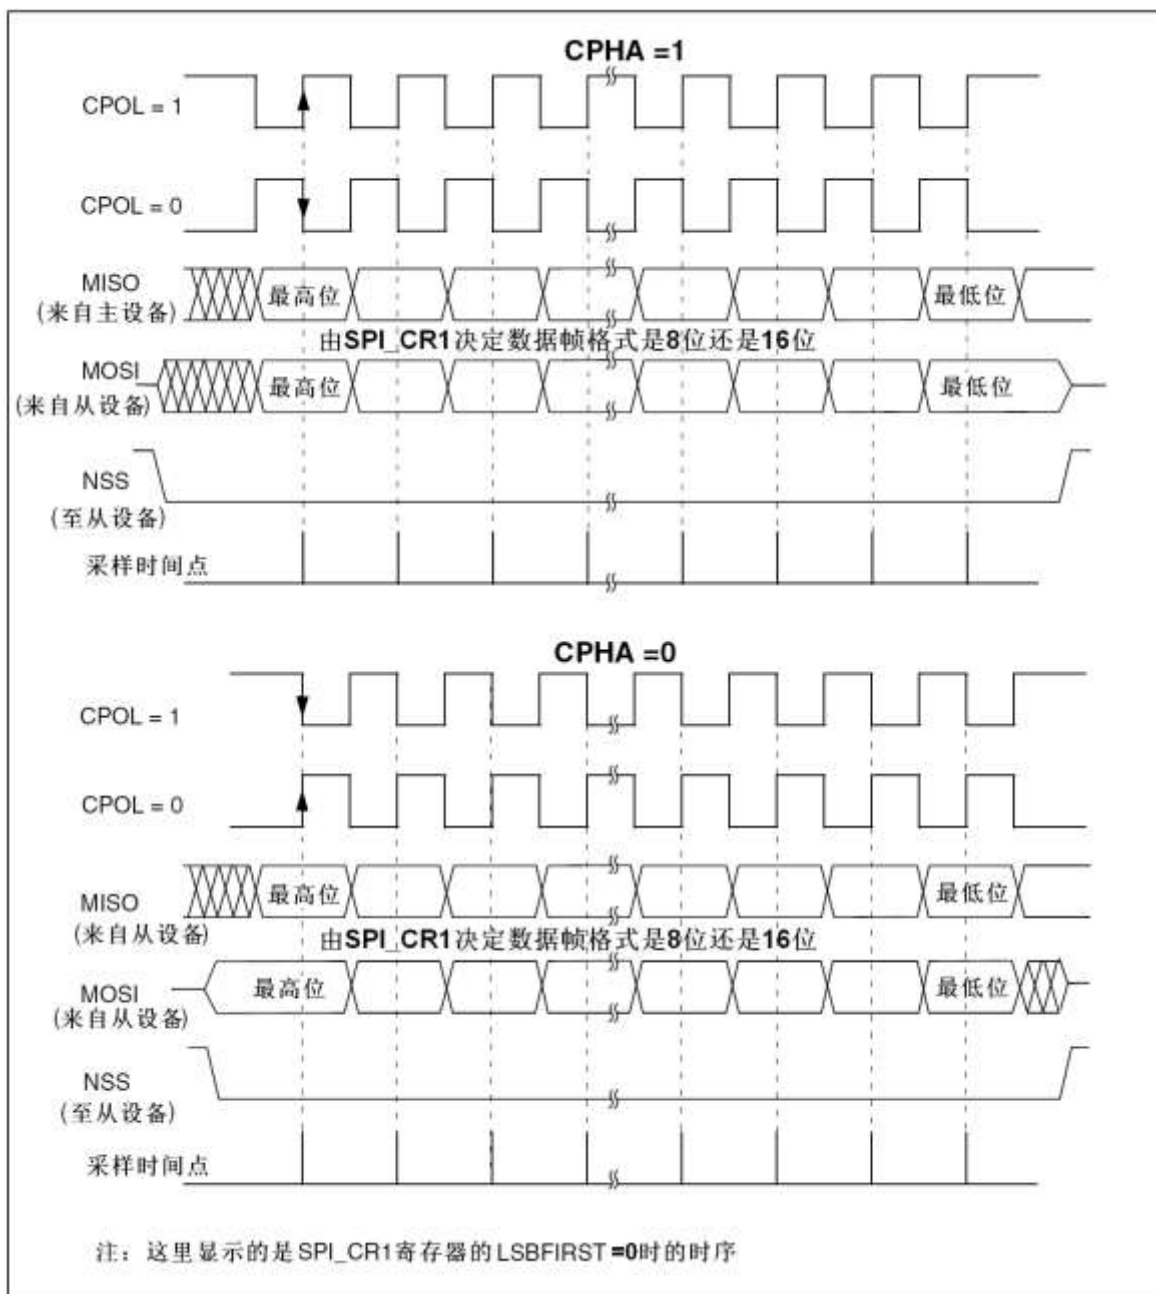 CPHA =1
CPOL = 1
CPOL = 0
MISO
(来自主设备)
最高位
最低位
由SPI_CR1决定数据帧格式是8位还是16位
MOSI
(来自从设备)
最高位
最低位
NSS
(至从设备)
采样时间点
CPHA =0
CPOL = 1
CPOL = 0
MISO
(来自从设备)
最高位
最低位
由SPI_CR1决定数据帧格式是8位还是16位
MOSI
(来自从设备)
最高位
最低位
NSS
(至从设备)
采样时间点
注: 这里显示的是SPI_CR1寄存器的LSBFIRST =0时的时序